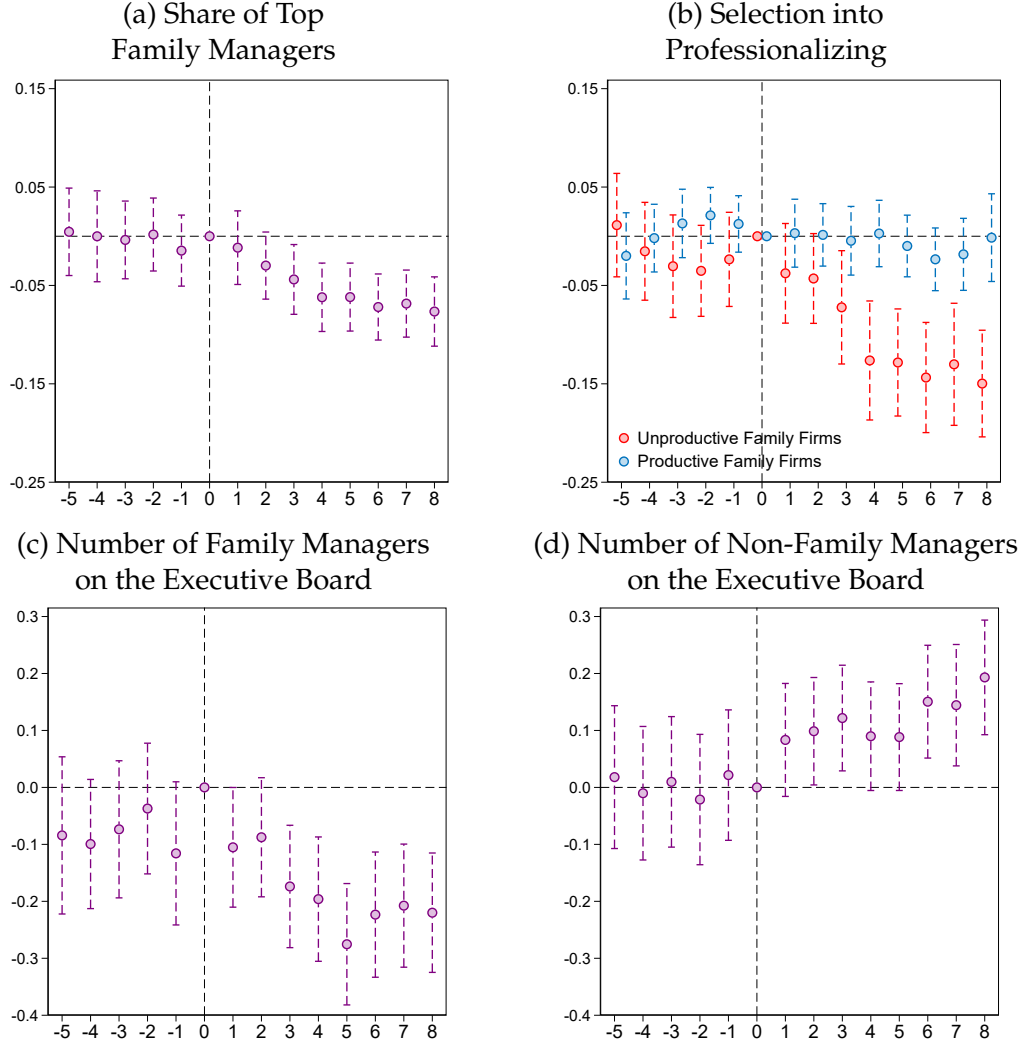 (a) Share of Top
Family Managers
0.15
0.05
-0.05
-0.15
-0.25
-5 -4 -3 -2 -1 0 1 2 3 4 5 6 7 8
(b) Selection into
Professionalizing
0.15
0.05
-0.05
-0.15
-0.25
Unproductive Family Firms
Productive Family Firms
-5 -4 -3 -2 -1 0 1 2 3 4 5 6 7 8
(c) Number of Family Managers
on the Executive Board
0.3
0.2
0.1
0.0
-0.1
-0.2
-0.3
-0.4
-5 -4 -3 -2 -1 0 1 2 3 4 5 6 7 8
(d) Number of Non-Family Managers
on the Executive Board
0.3
0.2
0.1
0.0
-0.1
-0.2
-0.3
-0.4
-5 -4 -3 -2 -1 0 1 2 3 4 5 6 7 8